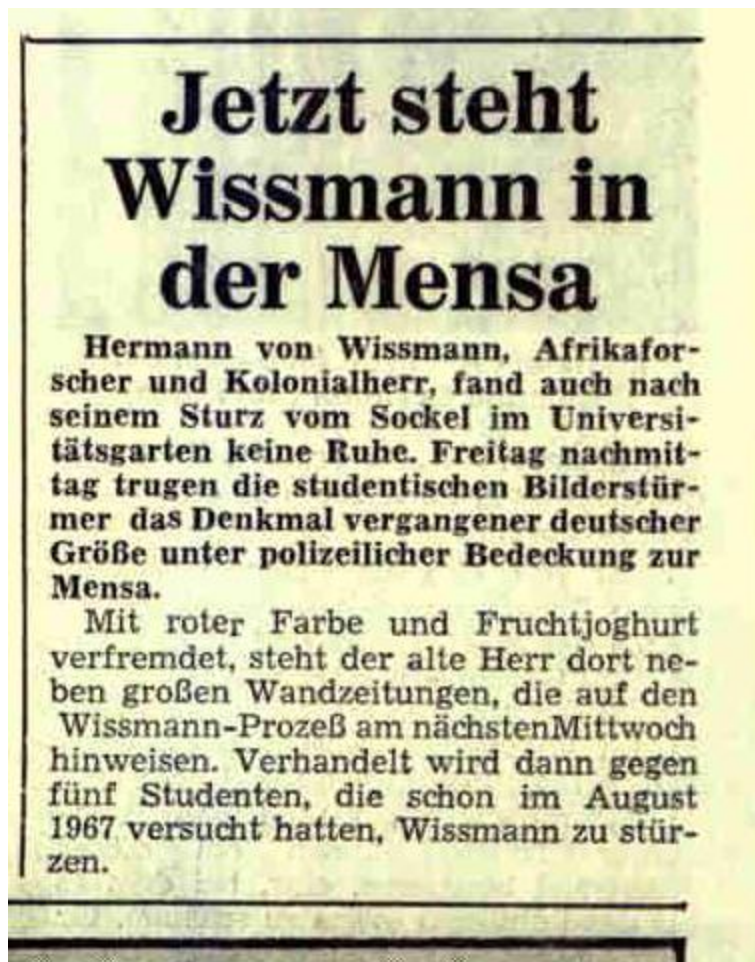 Jetzt steht
Wissmann in
der Mensa
Hermann von Wissmann, Afrikafor-
scher und Kolonialherr, fand auch nach
seinem Sturz vom Sockel im Universi-
tätsgarten keine Ruhe. Freitag nachmit-
tag trugen die studentischen Bilderstür-
mer das Denkmal vergangener deutscher
Größe unter polizeilicher Bedeckung zur
Mensa.
Mit roter Farbe und Fruchtjoghurt
verfremdet, steht der alte Herr dort ne-
ben großen Wandzeitungen, die auf den
Wissmann-Prozeß am nächstenMittwoch
hinweisen. Verhandelt wird dann gegen
fünf Studenten, die schon im August
1967 versucht hatten, Wissmann zu stür-
zen.